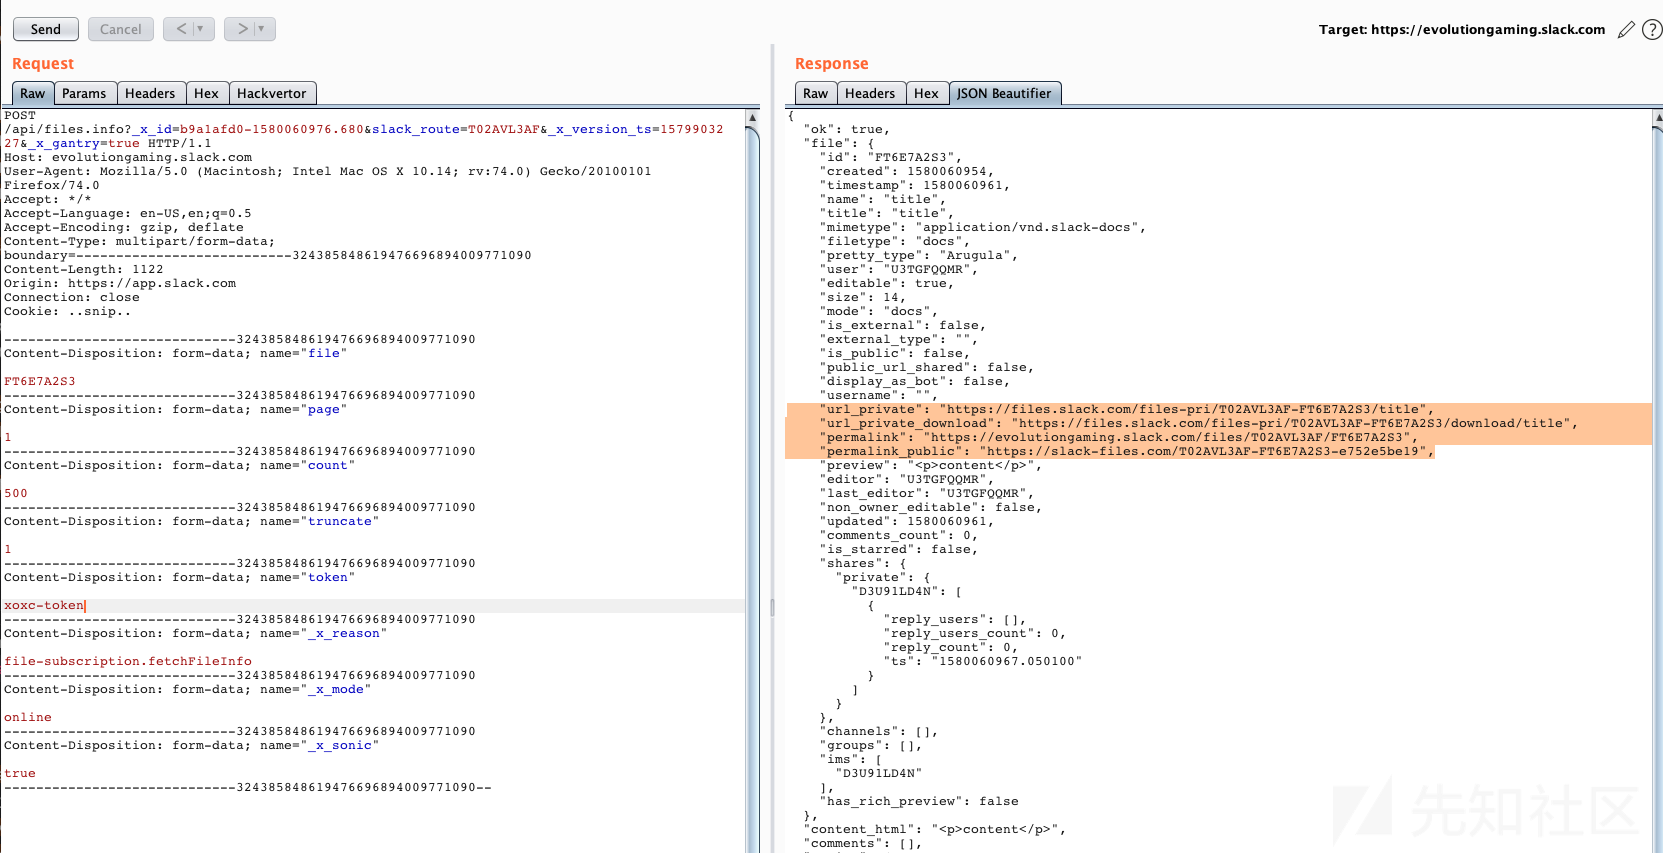 Send
Cancel
<
>
Target: https://evolutiongaming.slack.com
?
Request
Raw
Params
Headers
Hex
Hackvertor
POST
/api/files.info?_x_id=b9a1afd0-1580060976.680&slack_route=T02AVL3AF&_x_version_ts=15799032
27&_x_gantry=true HTTP/1.1
Host: evolutiongaming.slack.com
User-Agent: Mozilla/5.0 (Macintosh; Intel Mac OS X 10.14; rv:74.0) Gecko/20100101
Firefox/74.0
Accept: */*
Accept-Language: en-US,en;q=0.5
Accept-Encoding: gzip, deflate
Content-Type: multipart/form-data;
boundary=---------------------------324385848619476696894009771090
Content-Length: 1122
Origin: https://app.slack.com
Connection: close
Cookie: ..snip..
-----------------------------324385848619476696894009771090
Content-Disposition: form-data; name="file"
FT6E7A2S3
-----------------------------324385848619476696894009771090
Content-Disposition: form-data; name="page"
1
-----------------------------324385848619476696894009771090
Content-Disposition: form-data; name="count"
500
-----------------------------324385848619476696894009771090
Content-Disposition: form-data; name="truncate"
1
-----------------------------324385848619476696894009771090
Content-Disposition: form-data; name="token"
xoxc-token
-----------------------------324385848619476696894009771090
Content-Disposition: form-data; name="_x_reason"
file-subscription.fetchFileInfo
-----------------------------324385848619476696894009771090
Content-Disposition: form-data; name="_x_mode"
online
-----------------------------324385848619476696894009771090
Content-Disposition: form-data; name="_x_sonic"
true
-----------------------------324385848619476696894009771090--
Response
Raw
Headers
Hex
JSON Beautifier
{
"ok": true,
"file": {
"id": "FT6E7A2S3",
"created": 1580060954,
"timestamp": 1580060961,
"name": "title",
"title": "title",
"mimetype": "application/vnd.slack-docs",
"filetype": "docs",
"pretty_type": "Arugula",
"user": "U3TGFQQMR",
"editable": true,
"size": 14,
"mode": "docs",
"is_external": false,
"external_type": "",
"is_public": false,
"public_url_shared": false,
"display_as_bot": false,
"username": "",
"url_private": "https://files.slack.com/files-pri/T02AVL3AF-FT6E7A2S3/title",
"url_private_download": "https://files.slack.com/files-pri/T02AVL3AF-FT6E7A2S3/download/title",
"permalink": "https://evolutiongaming.slack.com/files/T02AVL3AF/FT6E7A2S3",
"permalink_public": "https://slack-files.com/T02AVL3AF-FT6E7A2S3-e752e5be19",
"preview": "<p>content</p>",
"editor": "U3TGFQQMR",
"last_editor": "U3TGFQQMR",
"non_owner_editable": false,
"updated": 1580060961,
"comments_count": 0,
"is_starred": false,
"shares": {
"private": {
"D3U91LD4N": [
{
"reply_users": [],
"reply_users_count": 0,
"reply_count": 0,
"ts": "1580060967.050100"
}
]
}
},
"channels": [],
"groups": [],
"ims": [
"D3U91LD4N"
],
"has_rich_preview": false
},
"content_html": "<p>content</p>",
"comments": [],
先知社区